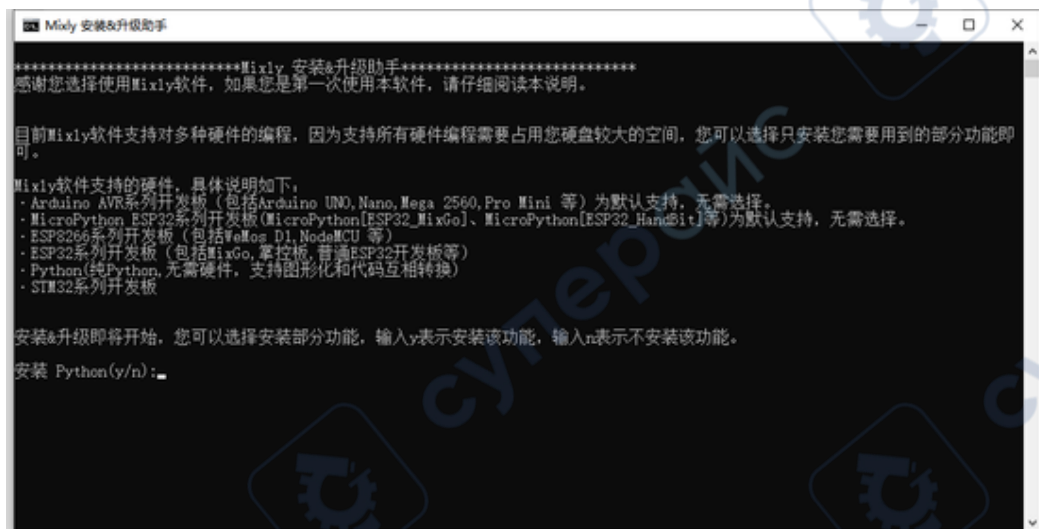 Mixly 安装&升级助手
***************************Mixly 安装&升级助手****************************
感谢您选择使用Mixly软件，如果您是第一次使用本软件，请仔细阅读本说明。
目前Mixly软件支持对多种硬件的编程，因为支持所有硬件编程需要占用您硬盘较大的空间，您可以选择只安装您需要用到的部分功能即
可。
Mixly软件支持的硬件，具体说明如下：
· Arduino AVR系列开发板（包括Arduino UNO,Nano,Mega 2560,Pro Mini 等）为默认支持，无需选择。
· MicroPython ESP32系列开发板(MicroPython[ESP32_MixGo]、MicroPython[ESP32_HandBit]等)为默认支持，无需选择。
· ESP8266系列开发板（包括WeMos D1,NodeMCU 等）
· ESP32系列开发板（包括MixGo,掌控板,普通ESP32开发板等）
· Python(纯Python,无需硬件，支持图形化和代码互相转换)
· STM32系列开发板
安装&升级即将开始，您可以选择安装部分功能，输入y表示安装该功能，输入n表示不安装该功能。
安装 Python(y/n):
суперайс